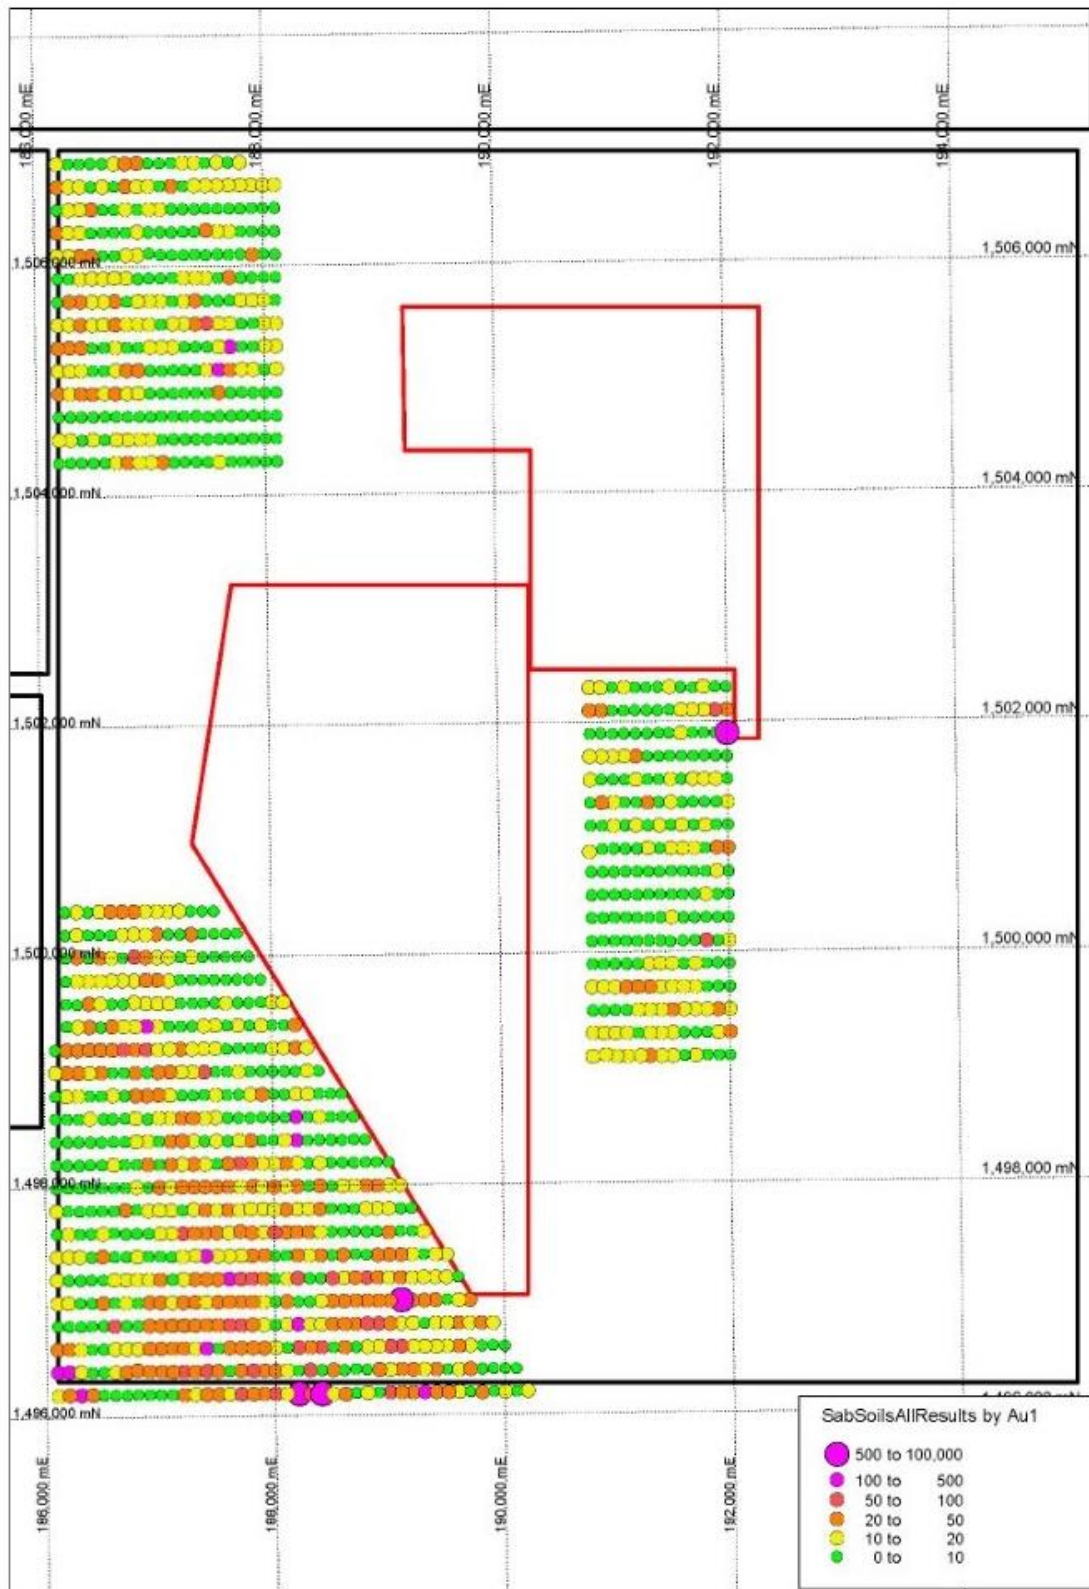 186,000 mE
188,000 mE
190,000 mE
192,000 mE
194,000 mE
1,506,000 mN
1,506,000 mN
1,504,000 mN
1,504,000 mN
1,502,000 mN
1,502,000 mN
1,500,000 mN
1,500,000 mN
1,498,000 mN
1,498,000 mN
1,496,000 mN
1,496,000 mN
186,000 mE
188,000 mE
190,000 mE
192,000 mE
SabSoilsAllResults by Au1
500 to 100,000
100 to 500
50 to 100
20 to 50
10 to 20
0 to 10